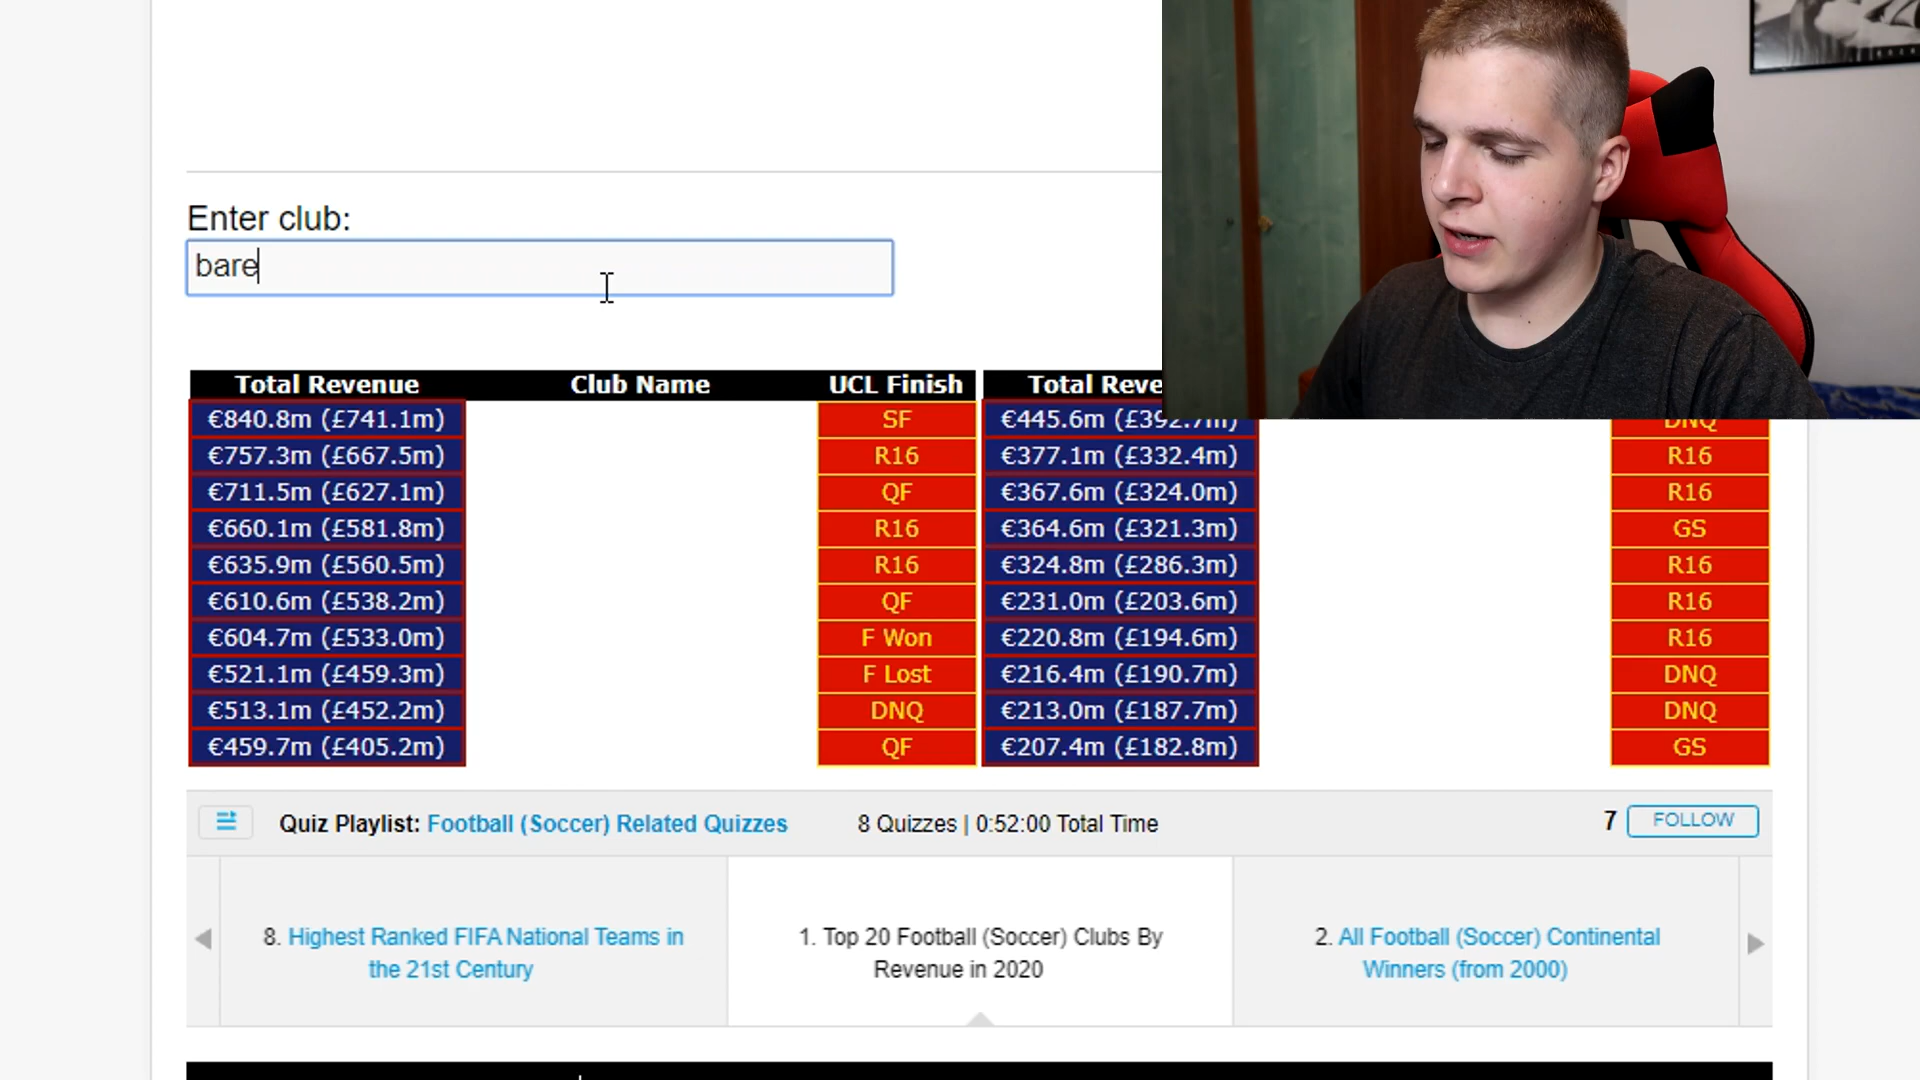 Enter club:
bare
Total Revenue Club Name UCL Finish Total Reve
€840.8m (£741.1m) SF €445.6m (£392.7m) DNQ
€757.3m (£667.5m) R16 €377.1m (£332.4m) R16
€711.5m (£627.1m) QF €367.6m (£324.0m) R16
€660.1m (£581.8m) R16 €364.6m (£321.3m) GS
€635.9m (£560.5m) R16 €324.8m (£286.3m) R16
€610.6m (£538.2m) QF €231.0m (£203.6m) R16
€604.7m (£533.0m) F Won €220.8m (£194.6m) R16
€521.1m (£459.3m) F Lost €216.4m (£190.7m) DNQ
€513.1m (£452.2m) DNQ €213.0m (£187.7m) DNQ
€459.7m (£405.2m) QF €207.4m (£182.8m) GS
Quiz Playlist: Football (Soccer) Related Quizzes 8 Quizzes | 0:52:00 Total Time 7 FOLLOW
8. Highest Ranked FIFA National Teams in
the 21st Century
1. Top 20 Football (Soccer) Clubs By
Revenue in 2020
2. All Football (Soccer) Continental
Winners (from 2000)